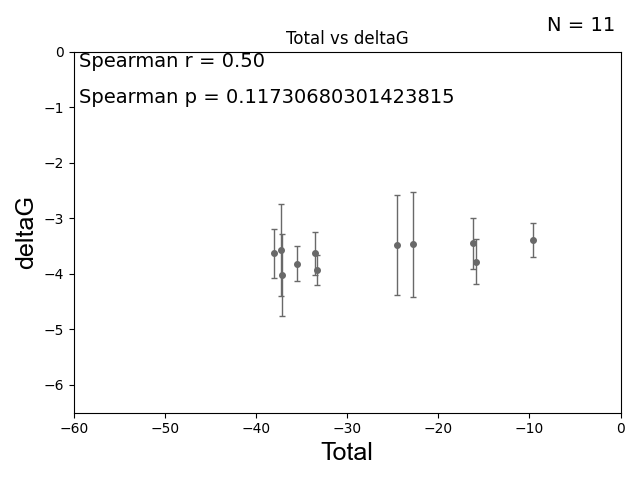 N = 11
Total vs deltaG
Spearman r = 0.50
Spearman p = 0.11730680301423815
0
−1
−2
−3
−4
−5
−6
deltaG
−60
−50
−40
−30
−20
−10
0
Total